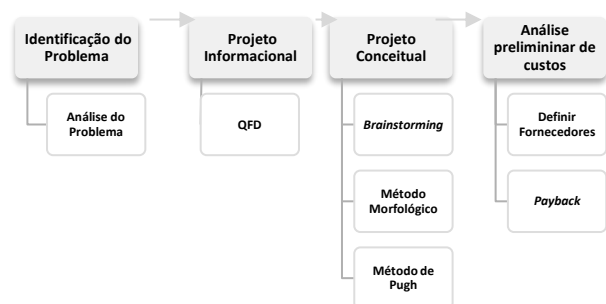 Identificação do
Problema
Análise do
Problema
Projeto
Informacional
QFD
Projeto
Conceitual
Brainstorming
Método
Morfológico
Método de
Pugh
Análise
prelimininar de
custos
Definir
Fornecedores
Payback